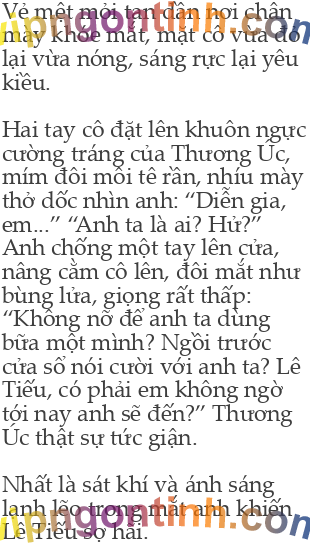 Vẻ mệt mỏi tan dần nơi chân
mày khóe mắt, mặt cô vừa đỏ
lại vừa nóng, sáng rực lại yêu
kiều.

Hai tay cô đặt lên khuôn ngực
cường tráng của Thương Úc,
mím đôi môi tê rần, nhíu mày
thở dốc nhìn anh: “Diễn gia,
em...” “Anh ta là ai? Hử?”
Anh chống một tay lên cửa,
nâng cằm cô lên, đôi mắt như
bùng lửa, giọng rất thấp:
“Không nỡ để anh ta dùng
bữa một mình? Ngồi trước
cửa sổ nói cười với anh ta? Lê
Tiếu, có phải em không ngờ
tới nay anh sẽ đến?” Thương
Úc thật sự tức giận.

Nhất là sát khí và ánh sáng
lạnh lẽo trong mắt anh khiến
Lê Tiếu sợ hãi.